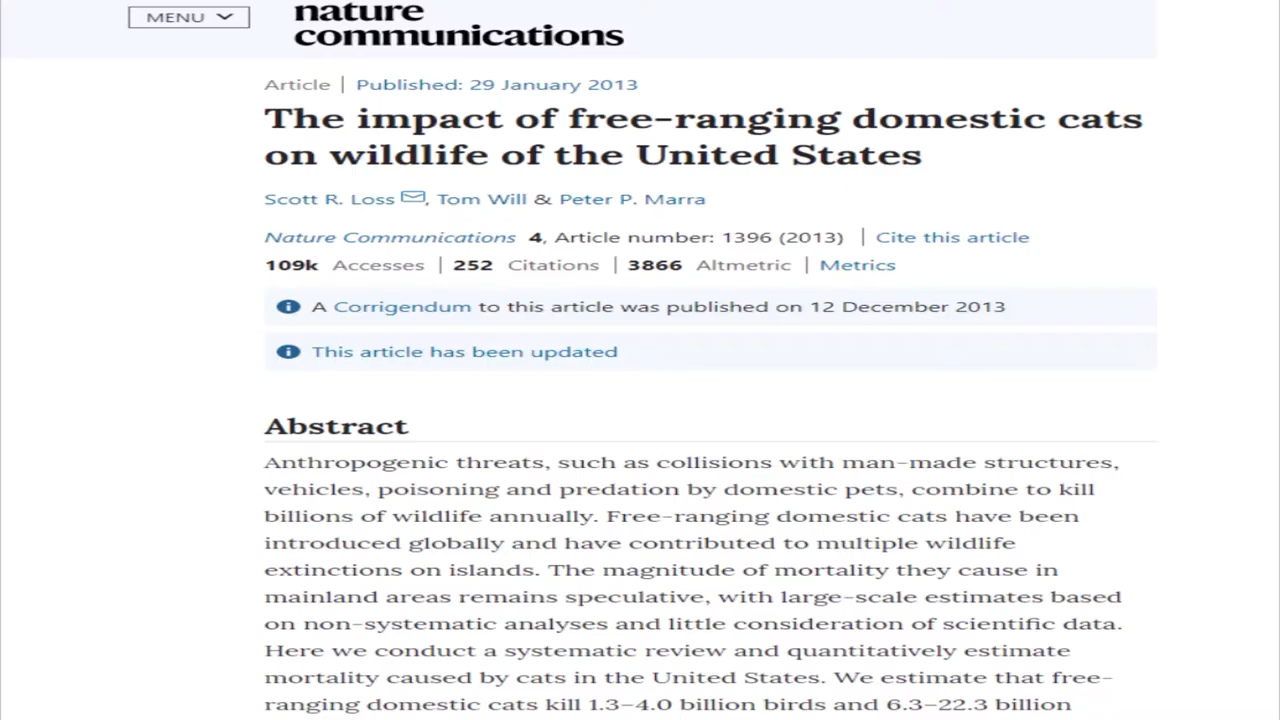 MENU
nature
communications
Article | Published: 29 January 2013
The impact of free-ranging domestic cats
on wildlife of the United States
Scott R. Loss, Tom Will & Peter P. Marra
Nature Communications 4, Article number: 1396 (2013) | Cite this article
109k Accesses | 252 Citations | 3866 Altmetric | Metrics
A Corrigendum to this article was published on 12 December 2013
This article has been updated
Abstract
Anthropogenic threats, such as collisions with man-made structures,
vehicles, poisoning and predation by domestic pets, combine to kill
billions of wildlife annually. Free-ranging domestic cats have been
introduced globally and have contributed to multiple wildlife
extinctions on islands. The magnitude of mortality they cause in
mainland areas remains speculative, with large-scale estimates based
on non-systematic analyses and little consideration of scientific data.
Here we conduct a systematic review and quantitatively estimate
mortality caused by cats in the United States. We estimate that free-
ranging domestic cats kill 1.3–4.0 billion birds and 6.3–22.3 billion